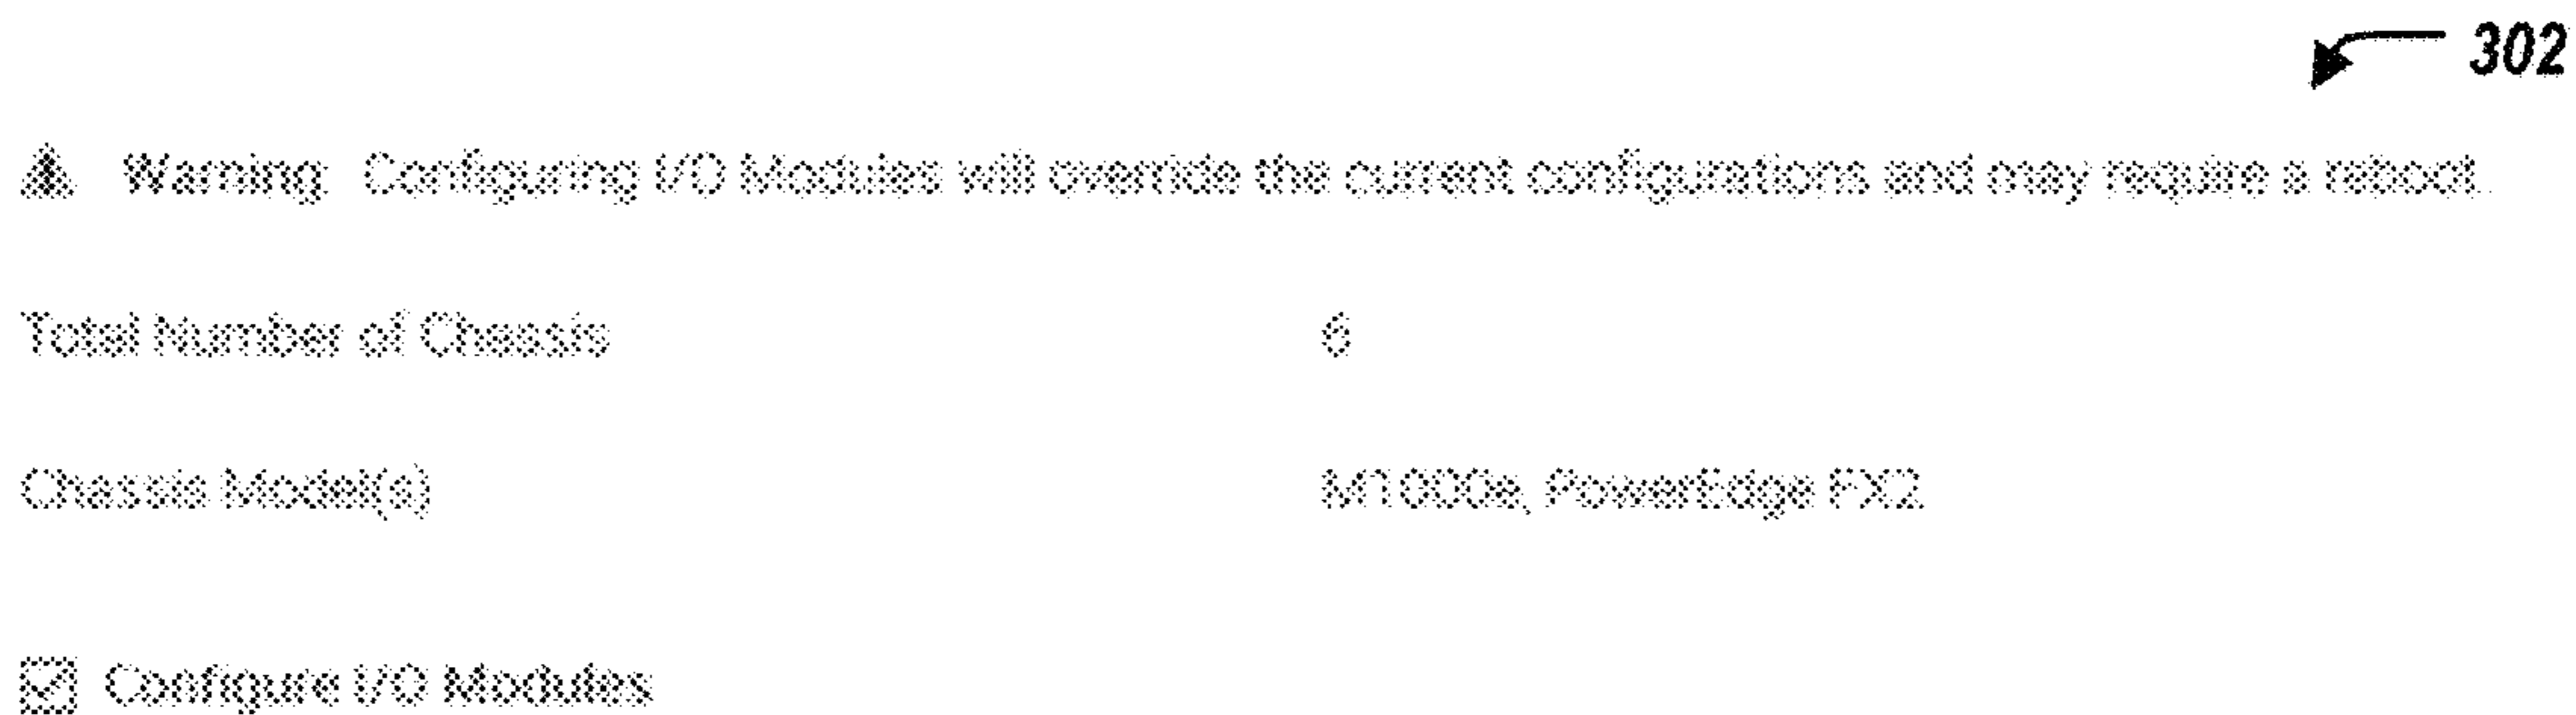 302
Warning: Configuring I/O Modules will override the current configurations and may require a reboot.
Total Number of Chassis 6
Chassis Model(s) M1000e, PowerEdge FX2
Configure I/O Modules